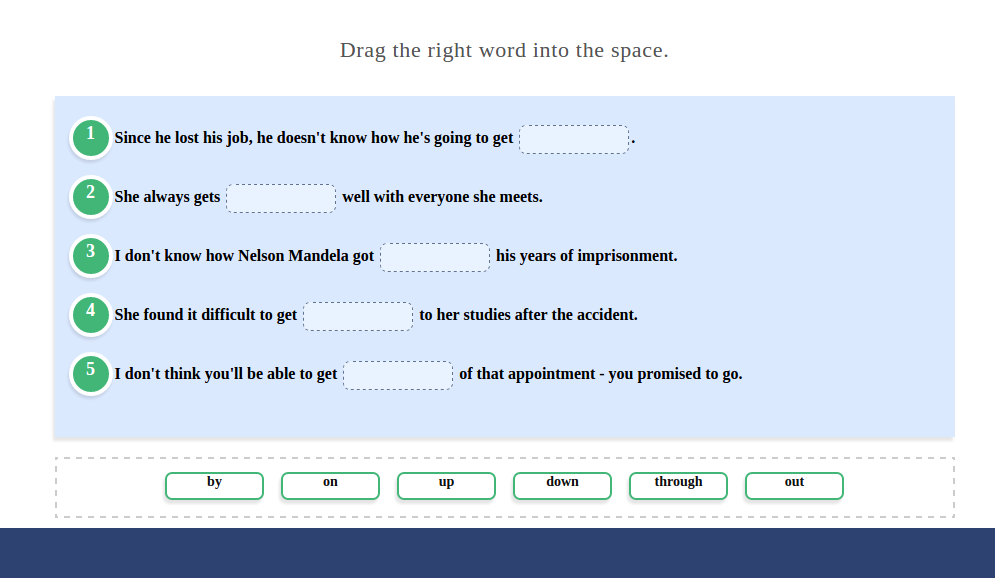 Drag the right word into the space.
1 Since he lost his job, he doesn't know how he's going to get .
2 She always gets well with everyone she meets.
3 I don't know how Nelson Mandela got his years of imprisonment.
4 She found it difficult to get to her studies after the accident.
5 I don't think you'll be able to get of that appointment - you promised to go.
by on up down through out